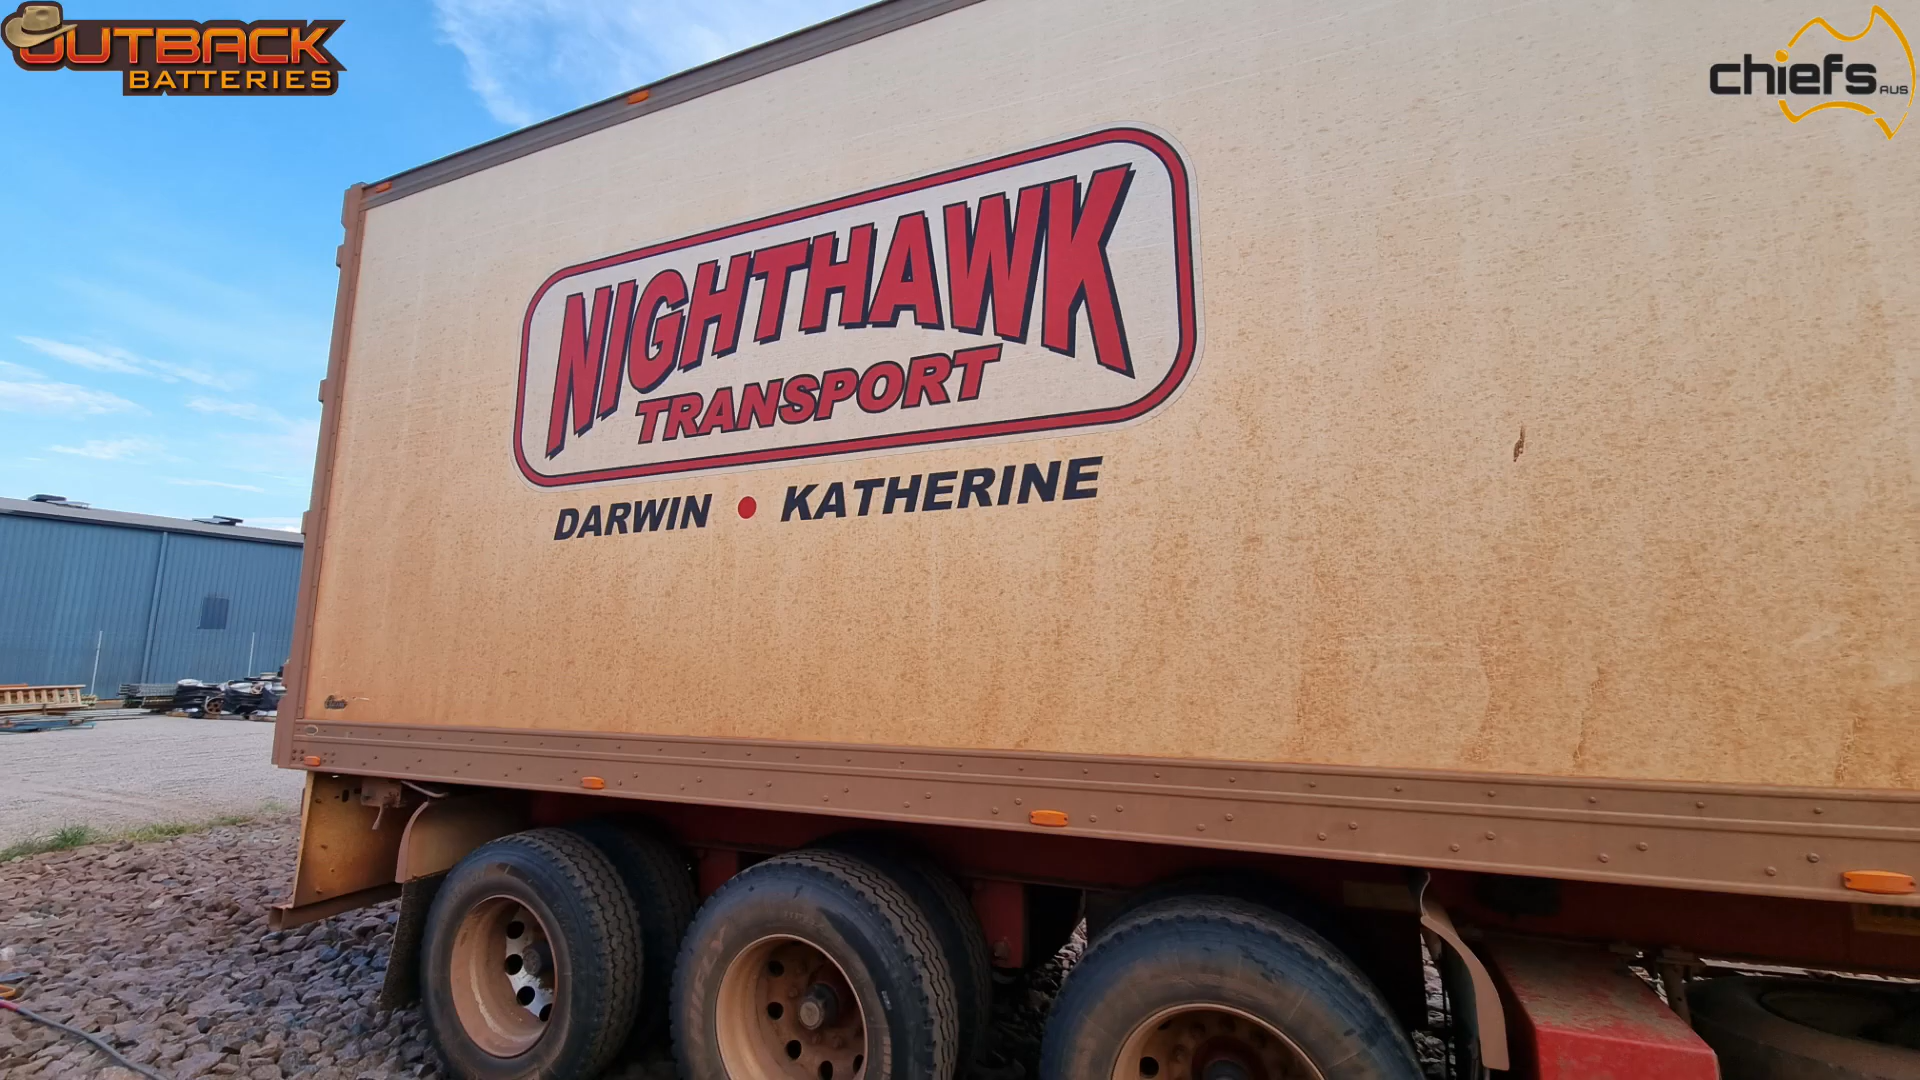 OUTBACK
BATTERIES
chiefs AUS
NIGHTHAWK
TRANSPORT
DARWIN • KATHERINE